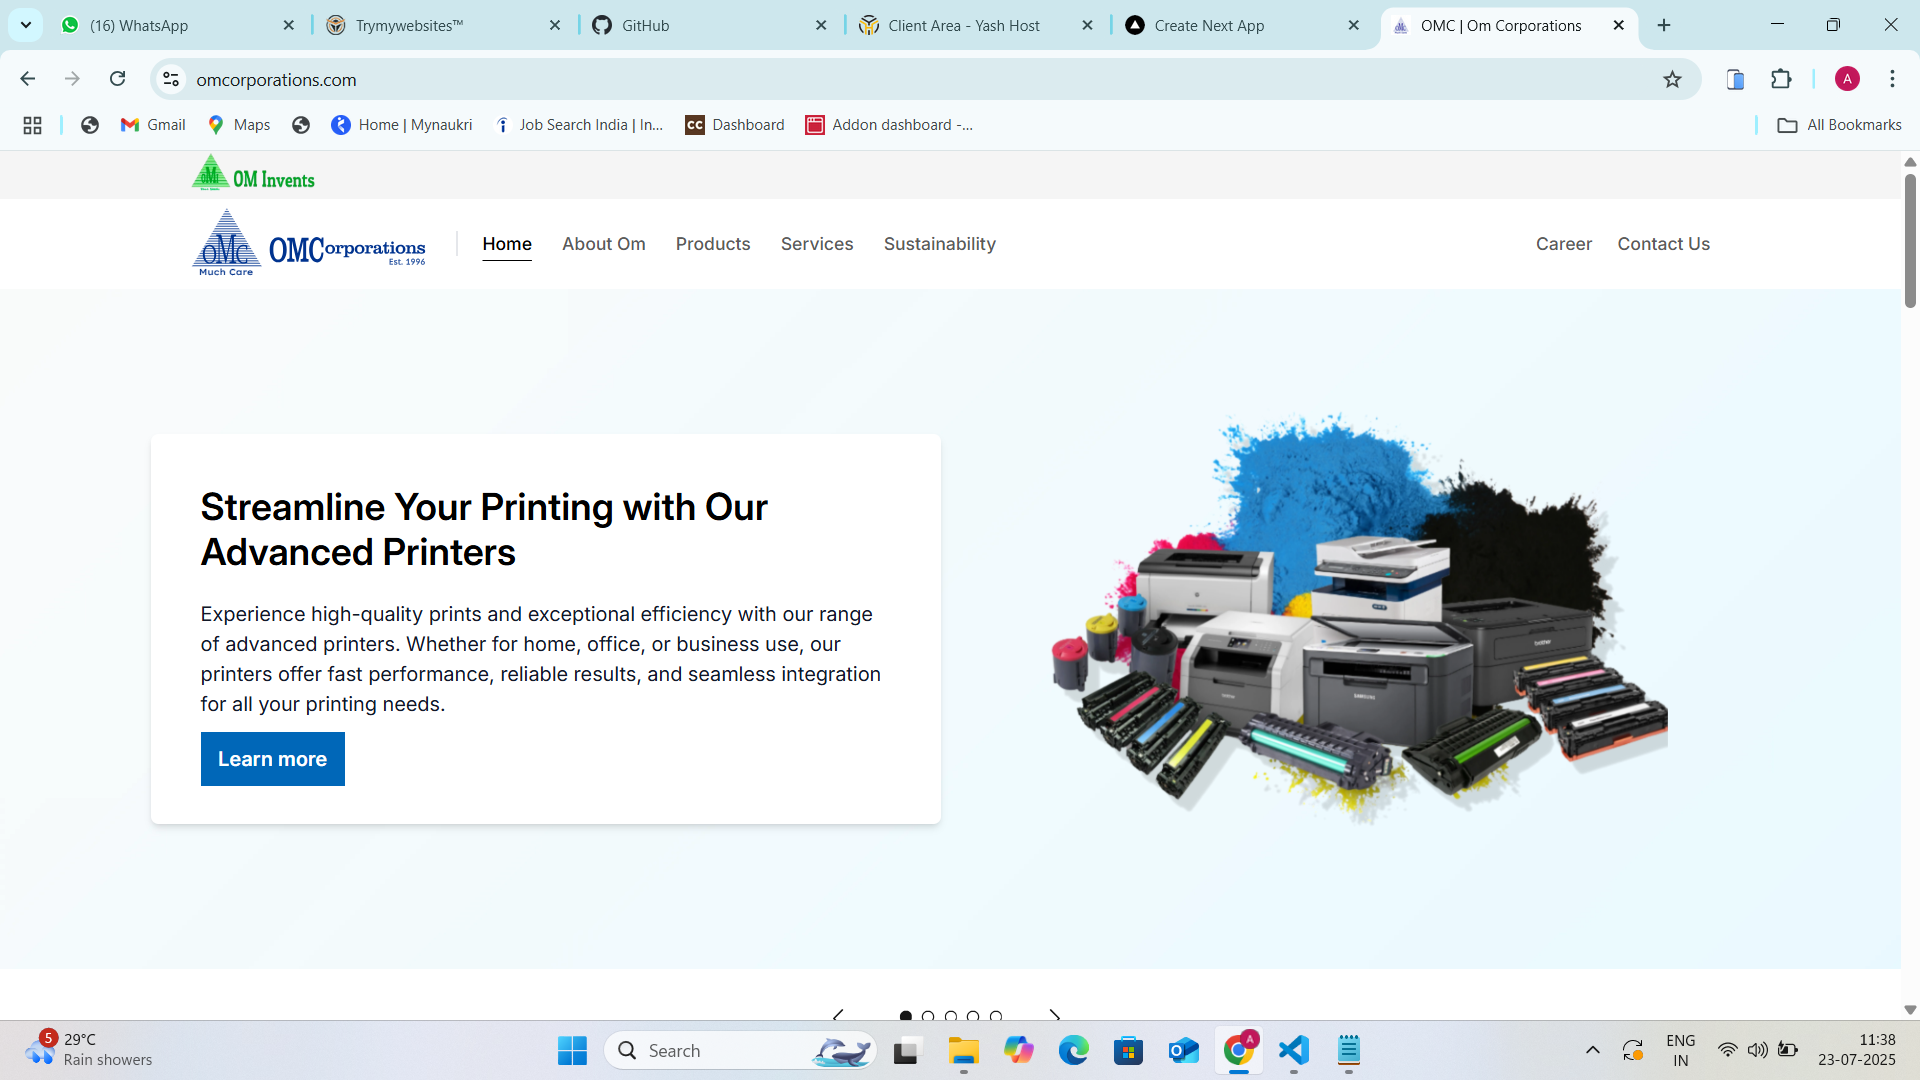 (16) WhatsApp
Trymywebsites™
GitHub
Client Area - Yash Host
Create Next App
OMC | Om Corporations
omcorporations.com
A
Gmail
Maps
Home | Mynaukri
Job Search India | In...
CC
Dashboard
Addon dashboard -...
All Bookmarks
OM Invents
OMC
Much Care
OMCorporations
Est. 1996
Home
About Om
Products
Services
Sustainability
Career
Contact Us
Streamline Your Printing with Our
Advanced Printers
Experience high-quality prints and exceptional efficiency with our range
of advanced printers. Whether for home, office, or business use, our
printers offer fast performance, reliable results, and seamless integration
for all your printing needs.
Learn more
brother
SAMSUNG
5
29°C
Rain showers
Search
A
ENG
IN
11:38
23-07-2025